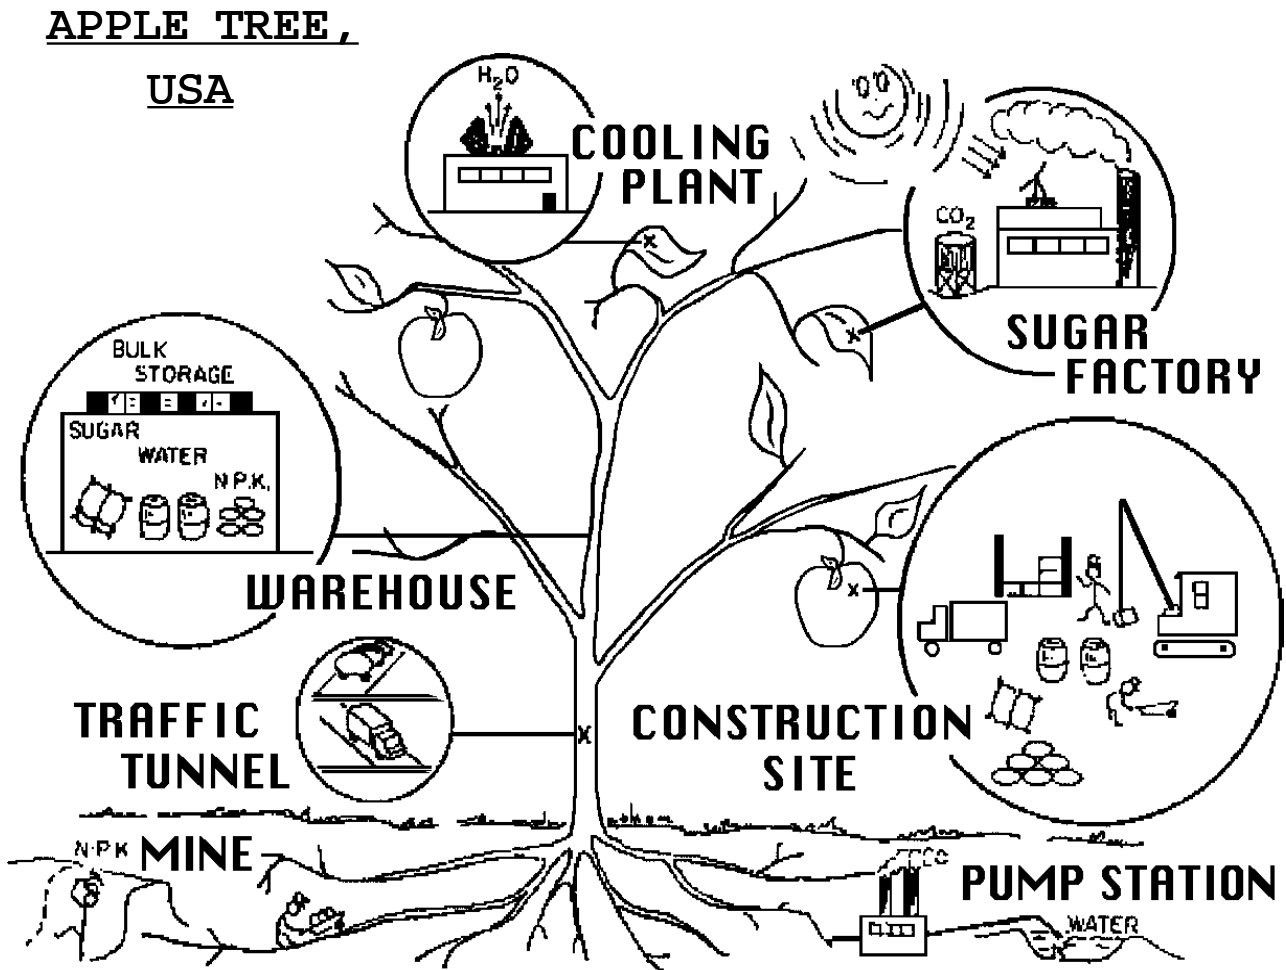 APPLE TREE,
USA
H₂O
COOLING
PLANT
CO₂
SUGAR
FACTORY
BULK
STORAGE
SUGAR
WATER
N.P.K.
WAREHOUSE
TRAFFIC
TUNNEL
CONSTRUCTION
SITE
N·P·K
MINE
CO
PUMP STATION
WATER